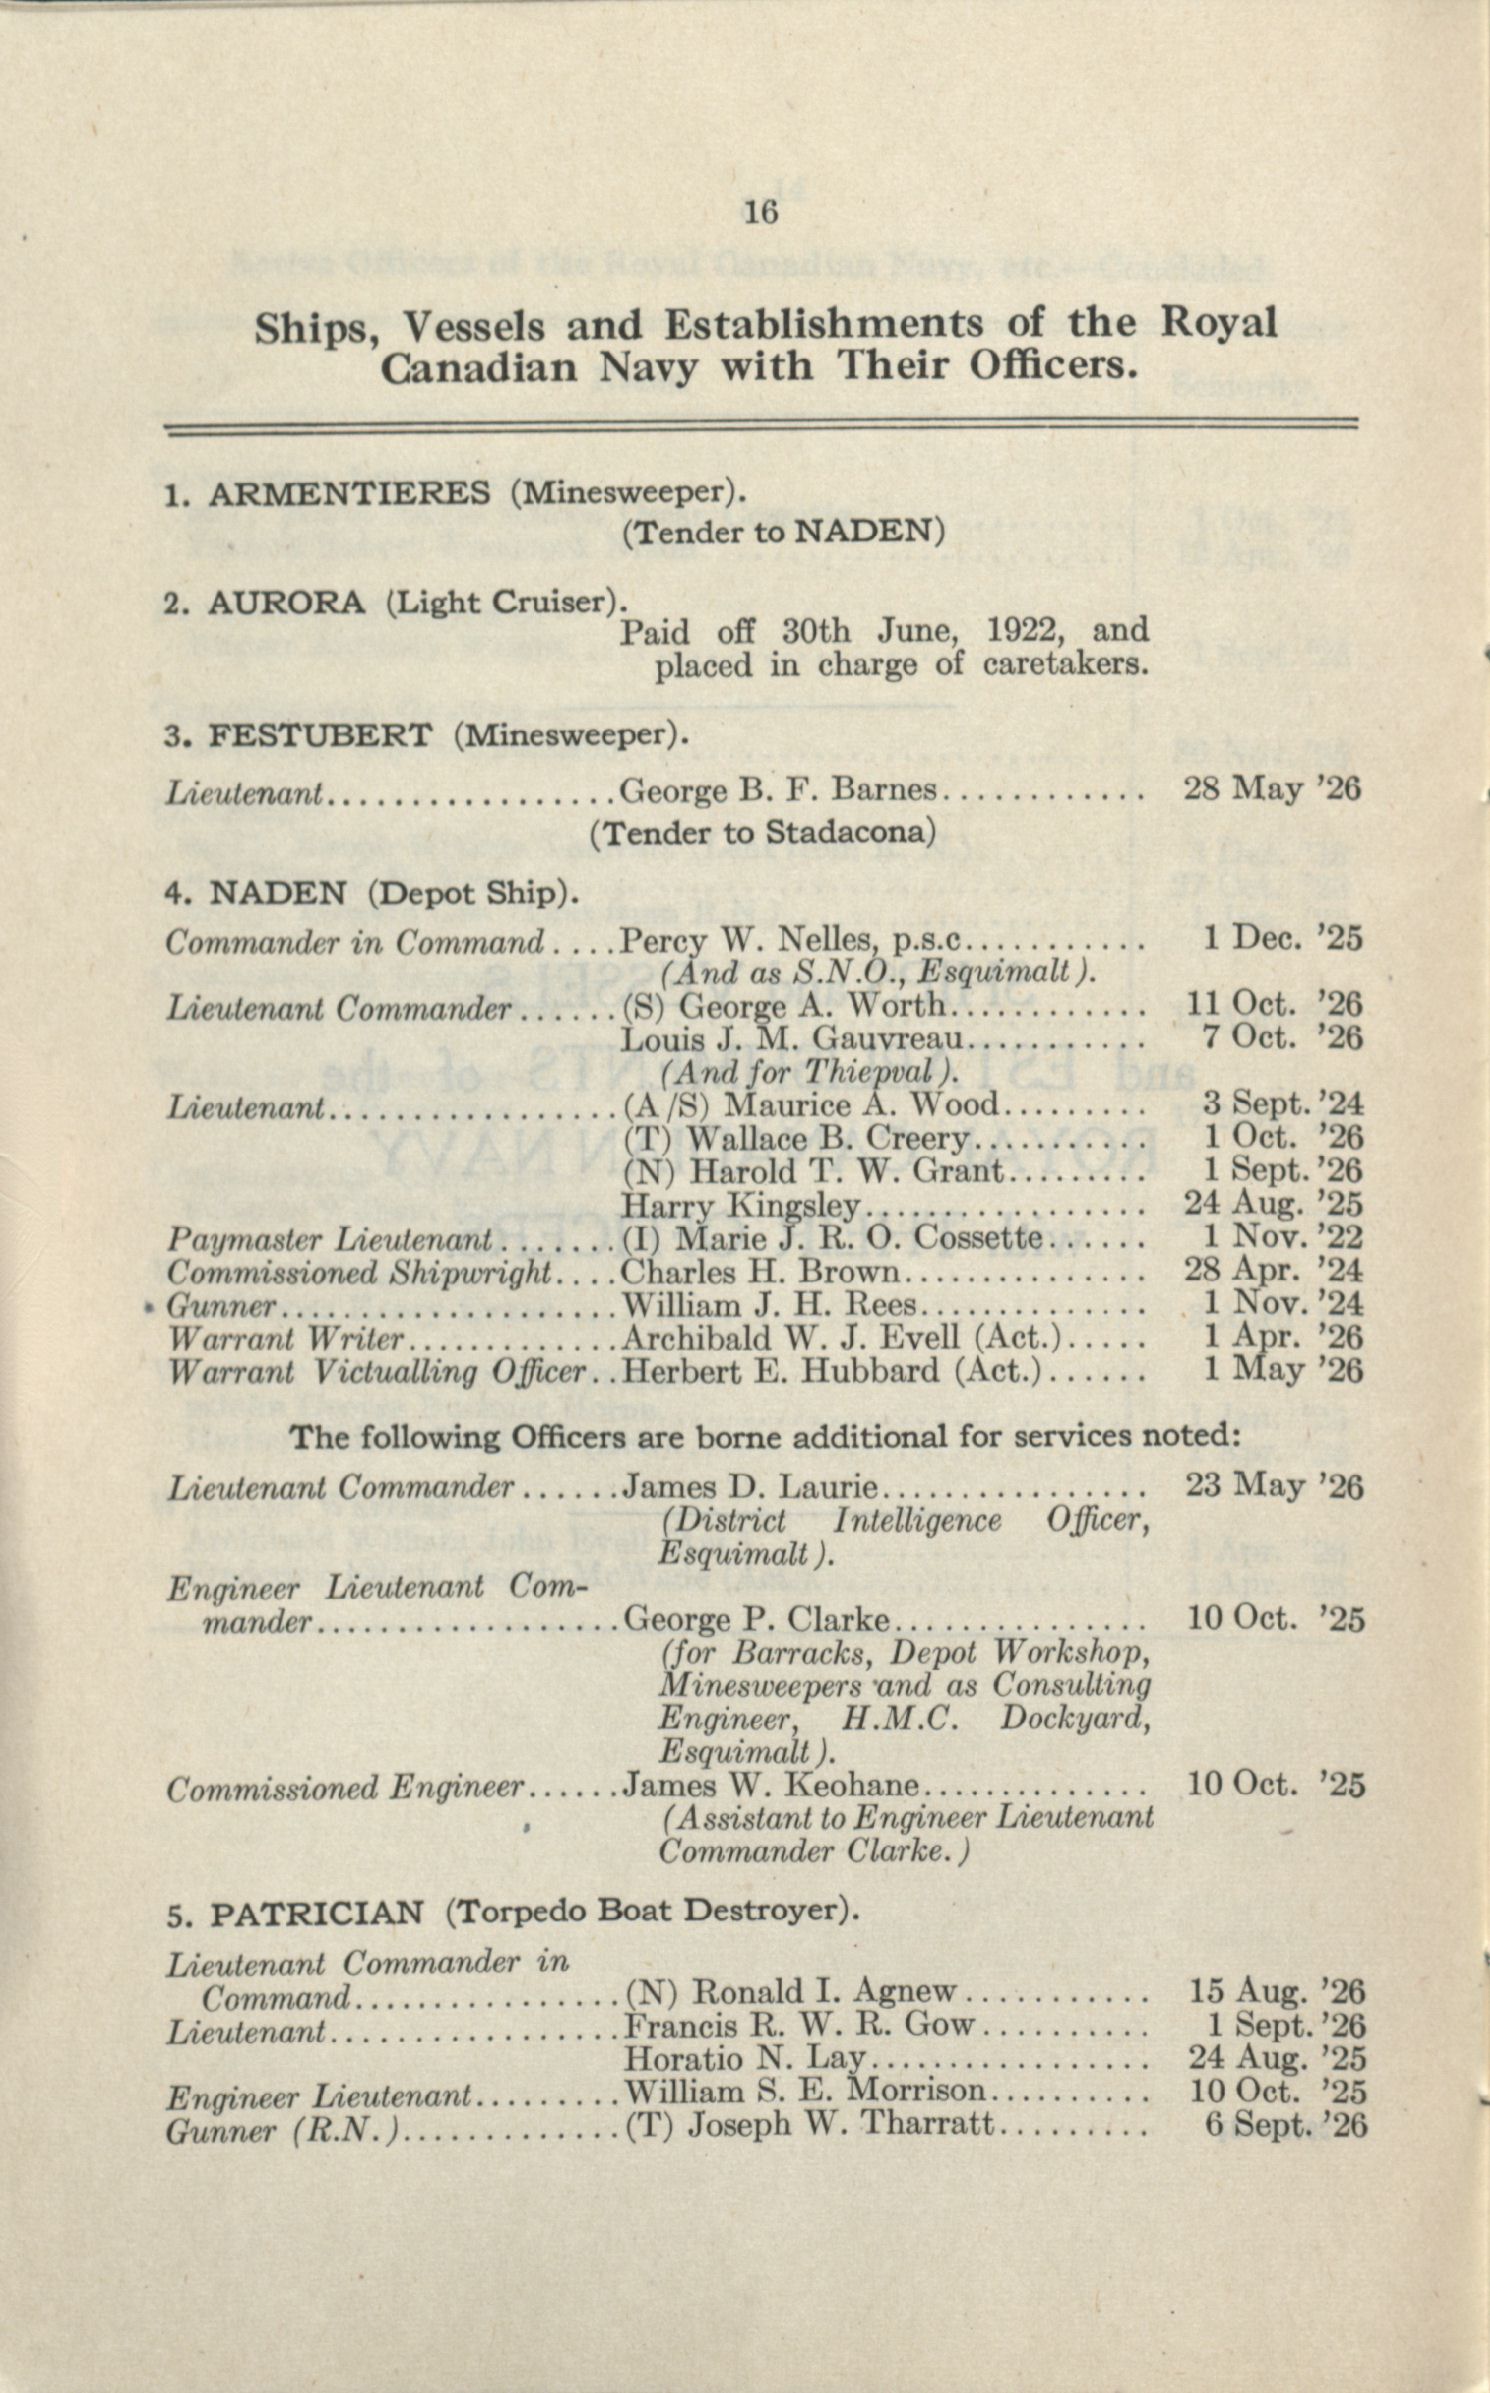 16
Ships, Vessels and Establishments of the Royal
Canadian Navy with Their Officers.
1. ARMENTIERES (Minesweeper).
(Tender to NADEN)
2. AURORA (Light Cruiser).
Paid off 30th June, 1922, and
placed in charge of caretakers.
3. FESTUBERT (Minesweeper).
Lieutenant.................George B. F. Barnes............ 28 May '26
(Tender to Stadacona)
4. NADEN (Depot Ship).
Commander in Command....Percy W. Nelles, p.s.c........... 1 Dec. '25
(And as S.N.O., Esquimalt).
Lieutenant Commander......(S) George A. Worth............ 11 Oct. '26
Louis J. M. Gauvreau........... 7 Oct. '26
(And for Thiepval).
Lieutenant.................(A/S) Maurice A. Wood......... 3 Sept. '24
(T) Wallace B. Creery........... 1 Oct. '26
(N) Harold T. W. Grant......... 1 Sept. '26
Harry Kingsley................. 24 Aug. '25
Paymaster Lieutenant.......(I) Marie J. R. O. Cossette...... 1 Nov. '22
Commissioned Shipwright....Charles H. Brown............... 28 Apr. '24
Gunner....................William J. H. Rees.............. 1 Nov. '24
Warrant Writer.............Archibald W. J. Evell (Act.)..... 1 Apr. '26
Warrant Victualling Officer..Herbert E. Hubbard (Act.)...... 1 May '26
The following Officers are borne additional for services noted:
Lieutenant Commander......James D. Laurie................ 23 May '26
(District Intelligence Officer,
Esquimalt).
Engineer Lieutenant Com-
mander...................George P. Clarke............... 10 Oct. '25
(for Barracks, Depot Workshop,
Minesweepers and as Consulting
Engineer, H.M.C. Dockyard,
Esquimalt).
Commissioned Engineer......James W. Keohane.............. 10 Oct. '25
(Assistant to Engineer Lieutenant
Commander Clarke.)
5. PATRICIAN (Torpedo Boat Destroyer).
Lieutenant Commander in
Command.................(N) Ronald I. Agnew........... 15 Aug. '26
Lieutenant..................Francis R. W. R. Gow.......... 1 Sept. '26
Horatio N. Lay................. 24 Aug. '25
Engineer Lieutenant.........William S. E. Morrison.......... 10 Oct. '25
Gunner (R.N.)..............(T) Joseph W. Tharratt......... 6 Sept. '26